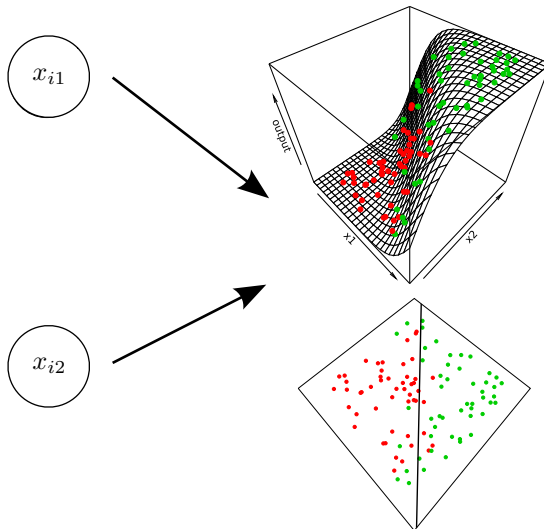 x_{i1}
output
x1
x2
x_{i2}